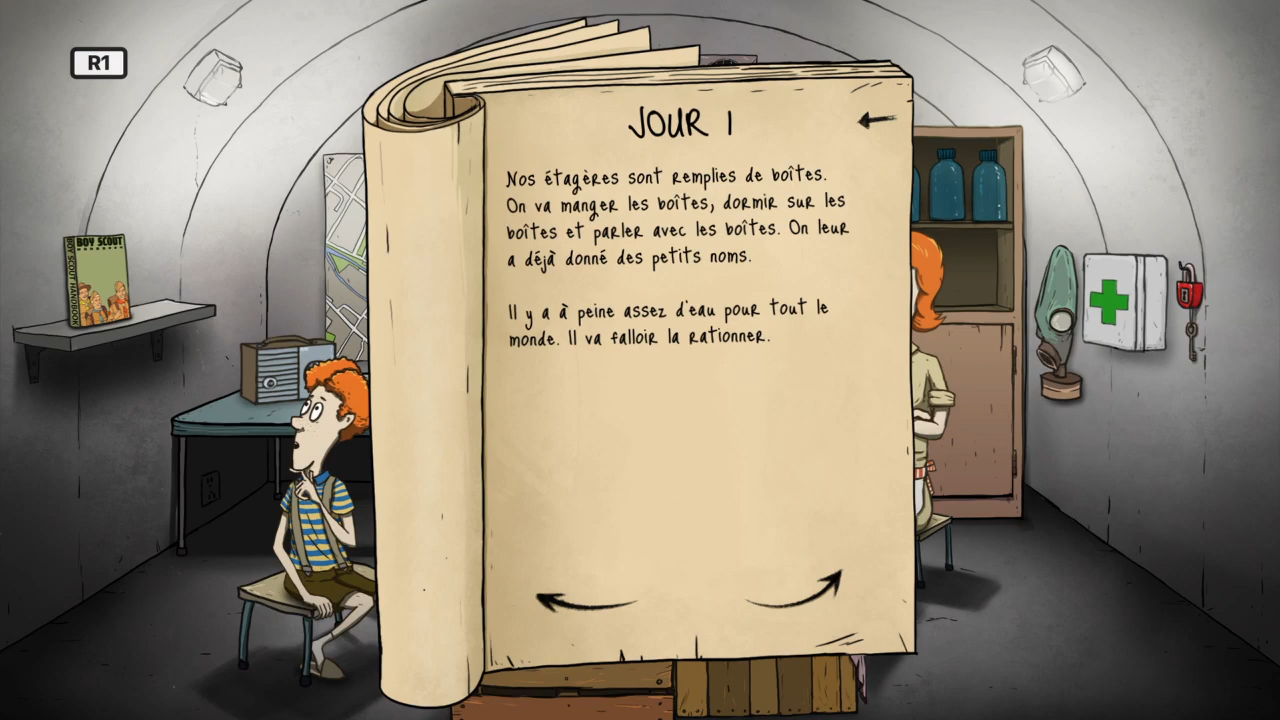 R1
JOUR 1
Nos étagères sont remplies de boîtes.
On va manger les boîtes, dormir sur les
boîtes et parler avec les boîtes. On leur
a déjà donné des petits noms.
Il y a à peine assez d'eau pour tout le
monde. Il va falloir la rationner.
BOY SCOUT
BOY SCOUT HANDBOOK